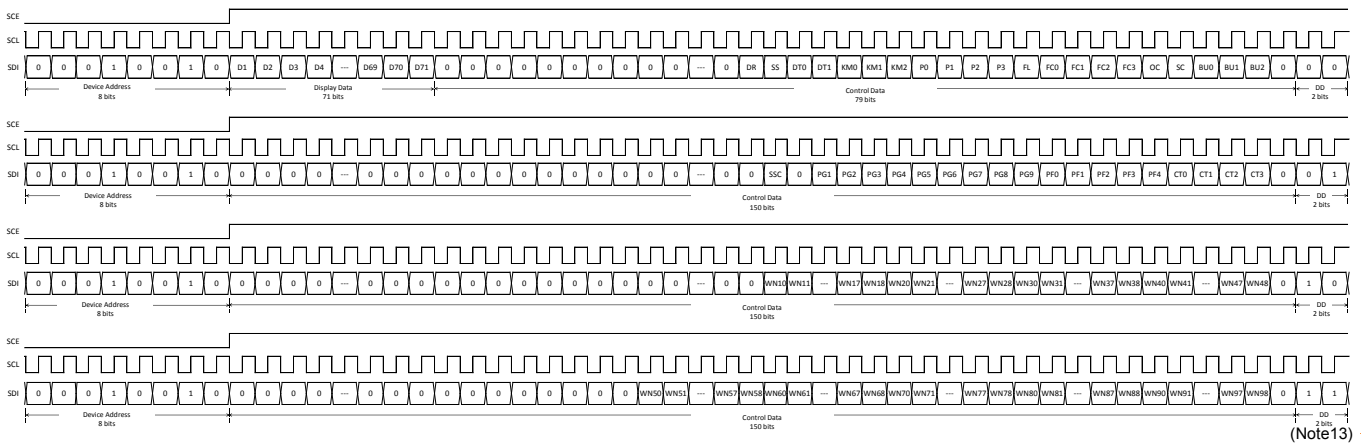 SCE
SCL
SDI 0 0 0 1 0 0 1 0 D1 D2 D3 D4 --- D69 D70 D71 0 0 0 0 0 0 0 0 0 0 --- 0 DR SS DT0 DT1 KM0 KM1 KM2 P0 P1 P2 P3 FL FC0 FC1 FC2 FC3 OC SC BU0 BU1 BU2 0 0 0
Device Address Display Data Control Data DD
8 bits 71 bits 79 bits 2 bits
SCE
SCL
SDI 0 0 0 1 0 0 1 0 0 0 0 0 --- 0 0 0 0 0 0 0 0 0 0 0 0 0 --- 0 0 SSC 0 PG1 PG2 PG3 PG4 PG5 PG6 PG7 PG8 PG9 PF0 PF1 PF2 PF3 PF4 CT0 CT1 CT2 CT3 0 0 1
Device Address Control Data DD
8 bits 150 bits 2 bits
SCE
SCL
SDI 0 0 0 1 0 0 1 0 0 0 0 0 --- 0 0 0 0 0 0 0 0 0 0 0 0 0 --- 0 0 WN10 WN11 --- WN17 WN18 WN20 WN21 --- WN27 WN28 WN30 WN31 --- WN37 WN38 WN40 WN41 --- WN47 WN48 0 1 0
Device Address Control Data DD
8 bits 150 bits 2 bits
SCE
SCL
SDI 0 0 0 1 0 0 1 0 0 0 0 0 --- 0 0 0 0 0 0 0 0 0 0 0 WN50 WN51 --- WN57 WN58 WN60 WN61 --- WN67 WN68 WN70 WN71 --- WN77 WN78 WN80 WN81 --- WN87 WN88 WN90 WN91 --- WN97 WN98 0 1 1
Device Address Control Data DD
8 bits 150 bits 2 bits
(Note13)